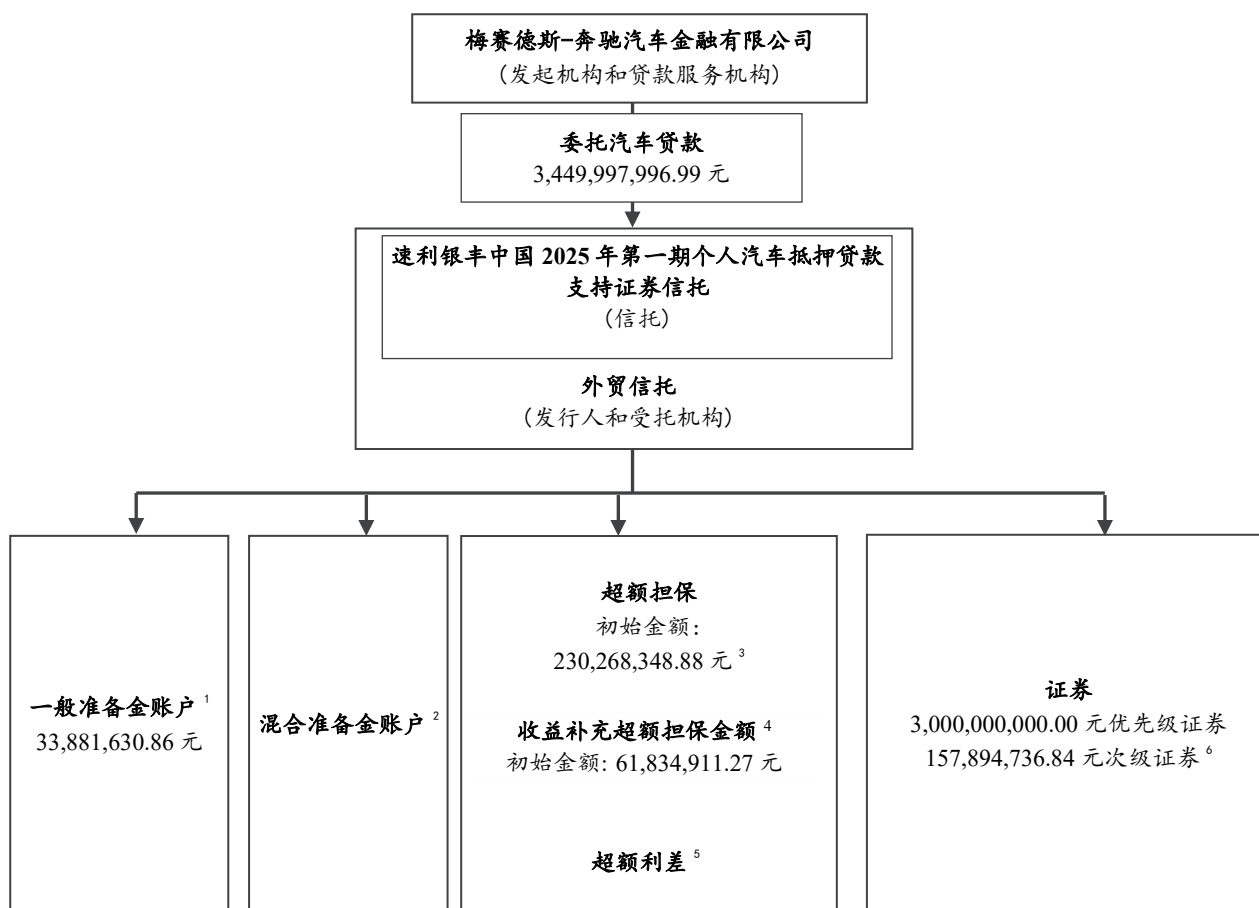 梅赛德斯-奔驰汽车金融有限公司
(发起机构和贷款服务机构)
委托汽车贷款
3,449,997,996.99 元
速利银丰中国 2025 年第一期个人汽车抵押贷款
支持证券信托
(信托)
外贸信托
(发行人和受托机构)
一般准备金账户 1
33,881,630.86 元
混合准备金账户 2
超额担保
初始金额:
230,268,348.88 元 3
收益补充超额担保金额 4
初始金额: 61,834,911.27 元
超额利差 5
证券
3,000,000,000.00 元优先级证券
157,894,736.84 元次级证券 6